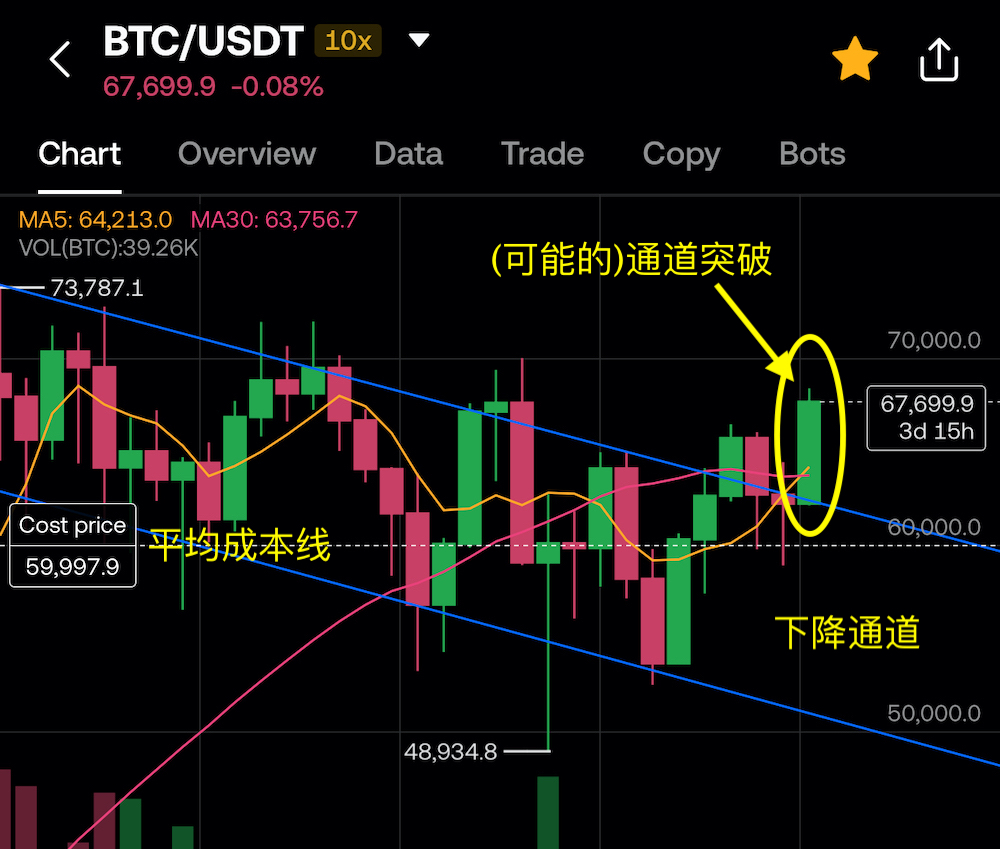 BTC/USDT 10x
67,699.9 -0.08%
Chart Overview Data Trade Copy Bots
MA5: 64,213.0 MA30: 63,756.7
VOL(BTC):39.26K
(可能的)通道突破
73,787.1
70,000.0
67,699.9
3d 15h
Cost price
59,997.9
平均成本线
60,000.0
下降通道
50,000.0
48,934.8